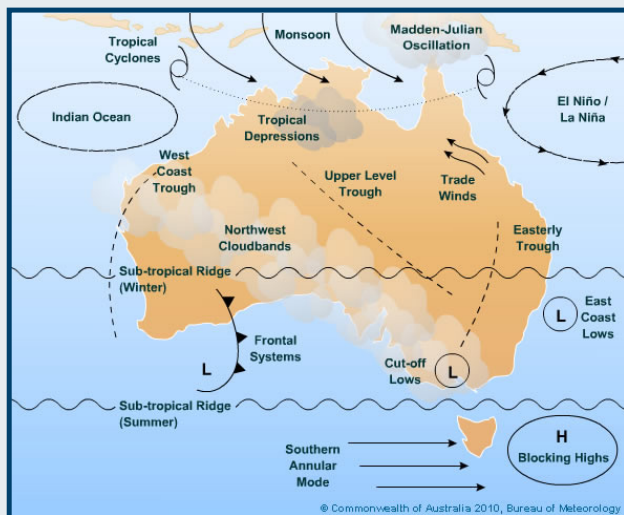 Tropical
Cyclones
Monsoon
Madden-Julian
Oscillation
Indian Ocean
El Niño /
La Niña
Tropical
Depressions
West
Coast
Trough
Upper Level
Trough
Trade
Winds
Northwest
Cloudbands
Easterly
Trough
Sub-tropical Ridge
(Winter)
East
Coast
Lows
L
Frontal
Systems
L
Cut-off
Lows
L
Sub-tropical Ridge
(Summer)
Southern
Annular
Mode
H
Blocking Highs
© Commonwealth of Australia 2010, Bureau of Meteorology